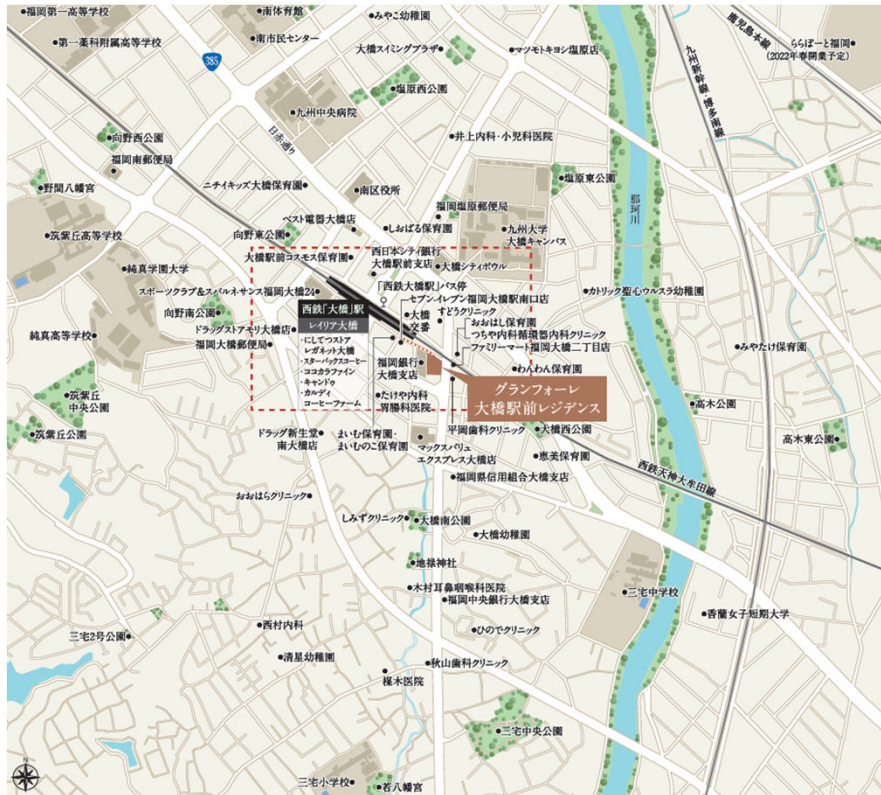 福岡第一高等学校
南体育館
みやこ幼稚園
鹿児島本線
第一薬科大学付属高等学校
南市民センター
大橋スイミングプラザ
マツモトキヨシ塩原店
九州新幹線・博多南線
ららぽーと福岡
(2022年春開業予定)
385
塩原西公園
九州中央病院
日赤通り
向野西公園
井上内科・小児科医院
福岡南郵便局
塩原東公園
野間八幡宮
ニチイキッズ大橋保育園
南区役所
那珂川
福岡塩原郵便局
筑紫丘高等学校
ベスト電器大橋店
しおばる保育園
九州大学
大橋キャンパス
向野東公園
西日本シティ銀行
大橋駅前支店
大橋駅前コスモス保育園
大橋シティボウル
純真学園大学
「西鉄大橋駅」バス停
スポーツクラブ&スパルネサンス福岡大橋24
カトリック聖心ウルスラ幼稚園
セブン-イレブン福岡大橋駅南口店
西鉄「大橋」駅
レイリア大橋
大橋
交番
すどうクリニック
向野南公園
おおはし保育園
純真高等学校
ドラッグストアモリ大橋店
つちや内科循環器内科クリニック
福岡大橋郵便局
・にしてつストア
レガネット大橋
・スターバックスコーヒー
・ココカラファイン
・キャンドゥ
・カルディ
コーヒーファーム
ファミリーマート福岡大橋二丁目店
みやたけ保育園
福岡銀行
大橋支店
わんわん保育園
グランフォーレ
大橋駅前レジデンス
筑紫丘
中央公園
たけや内科
胃腸科医院
高木公園
筑紫丘公園
ドラッグ新生堂
南大橋店
まいむ保育園・
まいむのこ保育園
平岡歯科クリニック
大橋西公園
高木東公園
マックスバリュ
エクスプレス大橋店
恵美保育園
福岡県信用組合大橋支店
西鉄天神大牟田線
おおはらクリニック
しみずクリニック
大橋南公園
大橋幼稚園
地禄神社
木村耳鼻咽喉科医院
三宅中学校
福岡中央銀行大橋支店
香蘭女子短期大学
西村内科
ひのでクリニック
三宅2号公園
清星幼稚園
秋山歯科クリニック
槿木医院
三宅中央公園
三宅小学校
若八幡宮
N